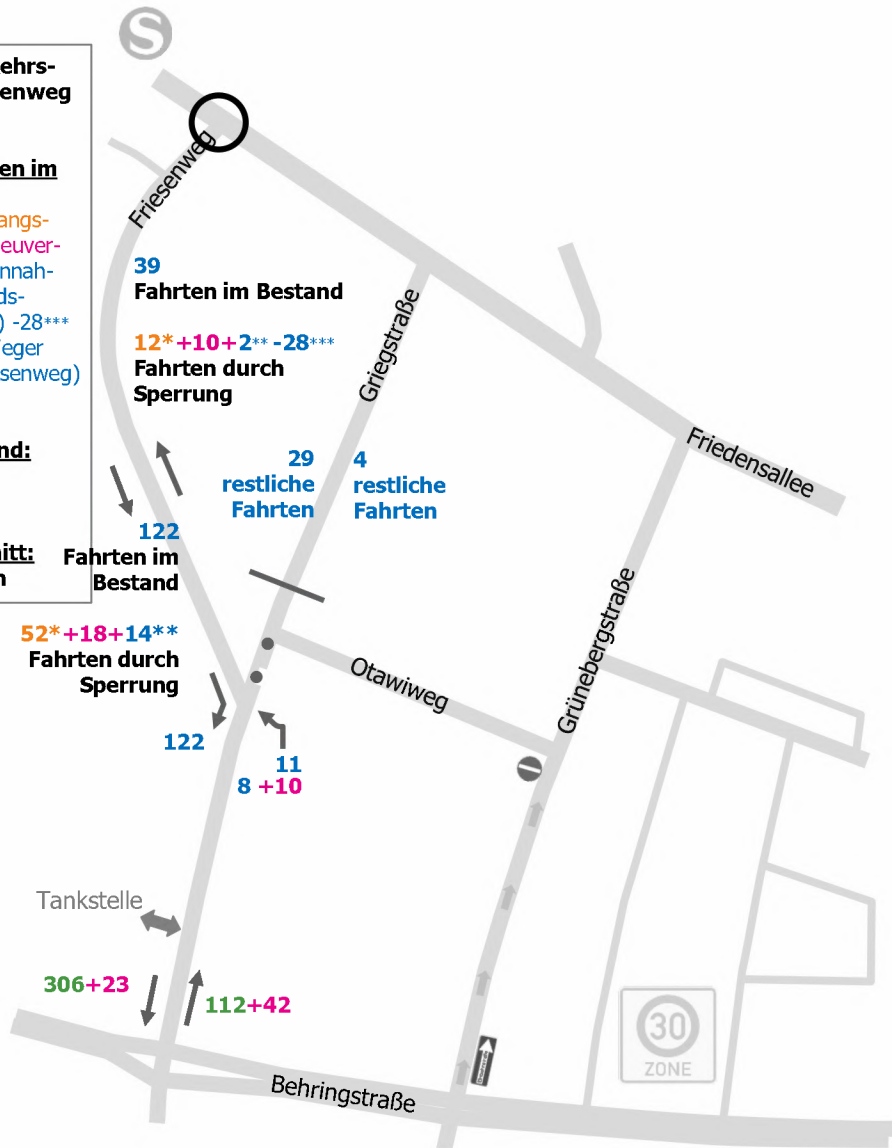 S
ehrs-
enweg
en im
angs-
euver-
nnah-
ds-
) -28***
senweg)
nd:
itt:
n
Friesenweg
39
Fahrten im Bestand
12*+10+2** -28***
Fahrten durch
Sperrung
Griegstraße
29
restliche
Fahrten
4
restliche
Fahrten
Friedensallee
122
Fahrten im
Bestand
52*+18+14**
Fahrten durch
Sperrung
Otawiweg
Grünebergstraße
122
11
8 +10
Tankstelle
306+23
112+42
30
ZONE
Behringstraße